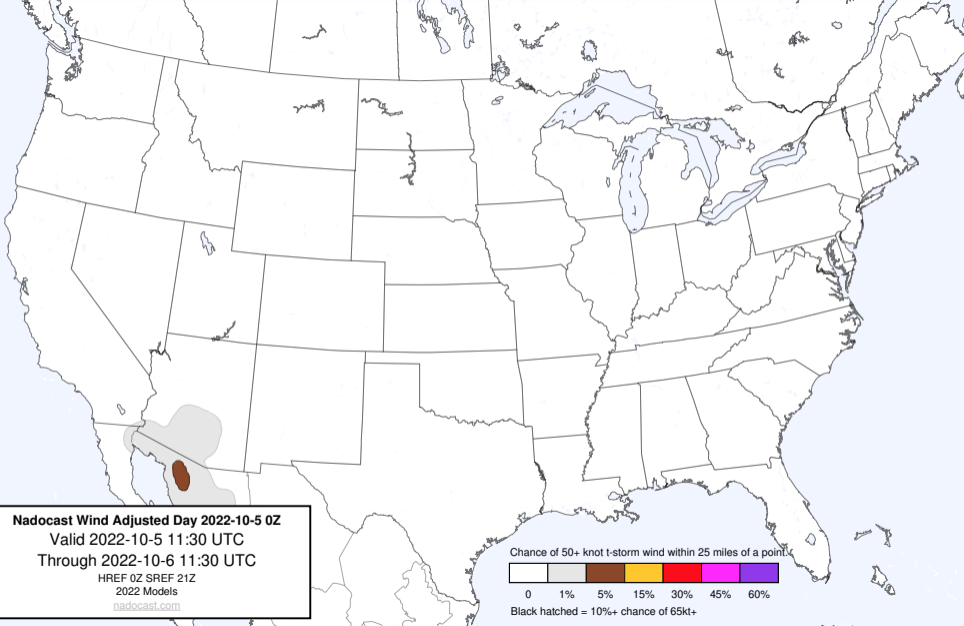 Nadocast Wind Adjusted Day 2022-10-5 0Z
Valid 2022-10-5 11:30 UTC
Through 2022-10-6 11:30 UTC
HREF 0Z SREF 21Z
2022 Models
nadocast.com
Chance of 50+ knot t-storm wind within 25 miles of a point.
0 1% 5% 15% 30% 45% 60%
Black hatched = 10%+ chance of 65kt+